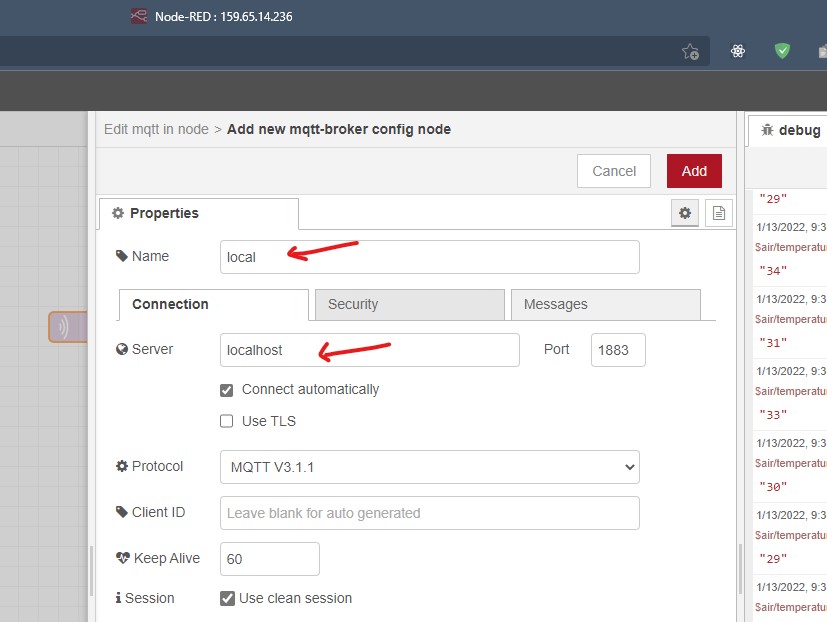 Node-RED : 159.65.14.236
Edit mqtt in node > Add new mqtt-broker config node
Cancel
Add
Properties
Name
local
Connection
Security
Messages
Server
localhost
Port
1883
Connect automatically
Use TLS
Protocol
MQTT V3.1.1
Client ID
Leave blank for auto generated
Keep Alive
60
Session
Use clean session
debug
"29"
1/13/2022, 9:3
$air/temperatu
"34"
1/13/2022, 9:3
$air/temperatu
"31"
1/13/2022, 9:3
$air/temperatu
"33"
1/13/2022, 9:3
$air/temperatu
"30"
1/13/2022, 9:3
$air/temperatu
"29"
1/13/2022, 9:3
$air/temperatu